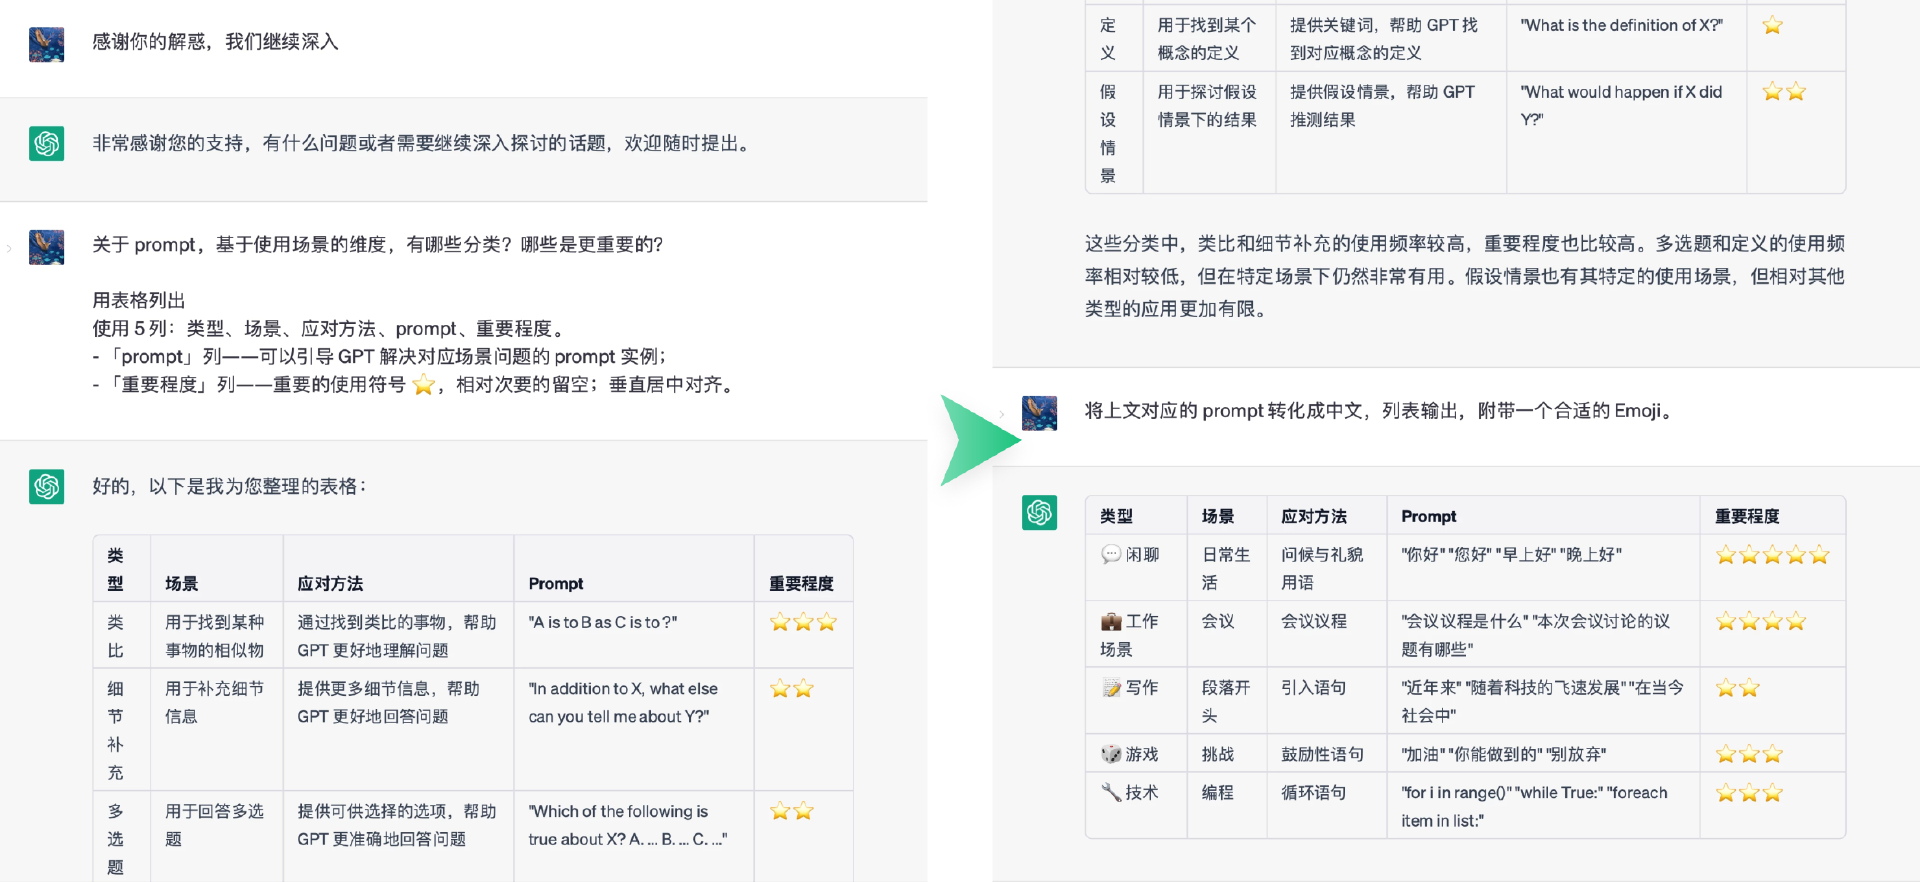 感谢你的解惑，我们继续深入
非常感谢您的支持，有什么问题或者需要继续深入探讨的话题，欢迎随时提出。
关于 prompt，基于使用场景的维度，有哪些分类？哪些是更重要的？
用表格列出
使用 5 列：类型、场景、应对方法、prompt、重要程度。
- 「prompt」列——可以引导 GPT 解决对应场景问题的 prompt 实例；
- 「重要程度」列——重要的使用符号 ⭐，相对次要的留空；垂直居中对齐。
好的，以下是我为您整理的表格：
类
型 场景 应对方法 Prompt 重要程度
类 用于找到某种 通过找到类比的事物，帮助 "A is to B as C is to ?" ⭐⭐⭐
比 事物的相似物 GPT 更好地理解问题
细 用于补充细节 提供更多细节信息，帮助 "In addition to X, what else ⭐⭐
节 信息 GPT 更好地回答问题 can you tell me about Y?"
补
充
多 用于回答多选 提供可供选择的选项，帮助 "Which of the following is ⭐⭐
选 题 GPT 更准确地回答问题 true about X? A. ... B. ... C. ..."
题
定 用于找到某个 提供关键词，帮助 GPT 找 "What is the definition of X?" ⭐
义 概念的定义 到对应概念的定义
假 用于探讨假设 提供假设情景，帮助 GPT "What would happen if X did ⭐⭐
设 情景下的结果 推测结果 Y?"
情
景
这些分类中，类比和细节补充的使用频率较高，重要程度也比较高。多选题和定义的使用频
率相对较低，但在特定场景下仍然非常有用。假设情景也有其特定的使用场景，但相对其他
类型的应用更加有限。
将上文对应的 prompt 转化成中文，列表输出，附带一个合适的 Emoji。
类型 场景 应对方法 Prompt 重要程度
💬 闲聊 日常生 问候与礼貌 "你好" "您好" "早上好" "晚上好" ⭐⭐⭐⭐⭐
活 用语
💼 工作 会议 会议议程 "会议议程是什么" "本次会议讨论的议 ⭐⭐⭐⭐
场景 题有哪些"
📝 写作 段落开 引入语句 "近年来" "随着科技的飞速发展" "在当今 ⭐⭐
头 社会中"
🎲 游戏 挑战 鼓励性语句 "加油" "你能做到的" "别放弃" ⭐⭐⭐
🔧 技术 编程 循环语句 "for i in range()" "while True:" "foreach ⭐⭐⭐
item in list:"